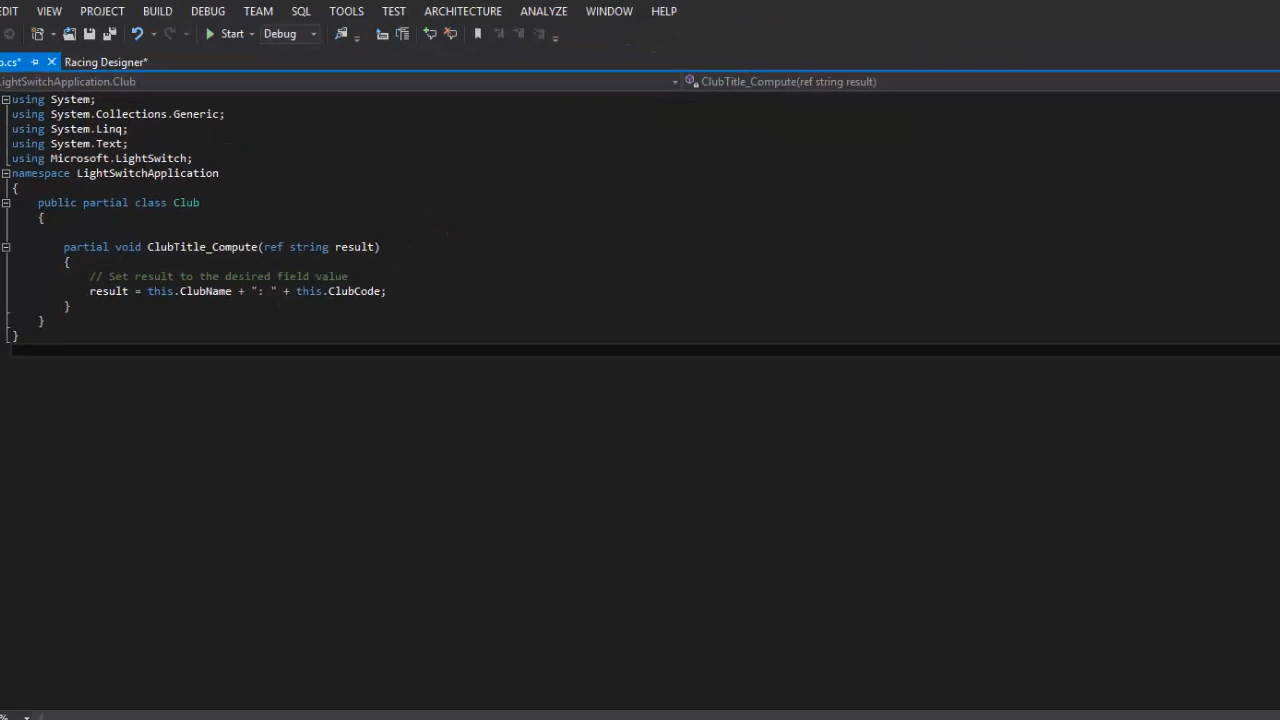 EDIT VIEW PROJECT BUILD DEBUG TEAM SQL TOOLS TEST ARCHITECTURE ANALYZE WINDOW HELP
Start Debug
b.cs* Racing Designer*
LightSwitchApplication.Club ClubTitle_Compute(ref string result)
using System;
using System.Collections.Generic;
using System.Linq;
using System.Text;
using Microsoft.LightSwitch;
namespace LightSwitchApplication
{
public partial class Club
{
partial void ClubTitle_Compute(ref string result)
{
// Set result to the desired field value
result = this.ClubName + ": " + this.ClubCode;
}
}
}
%